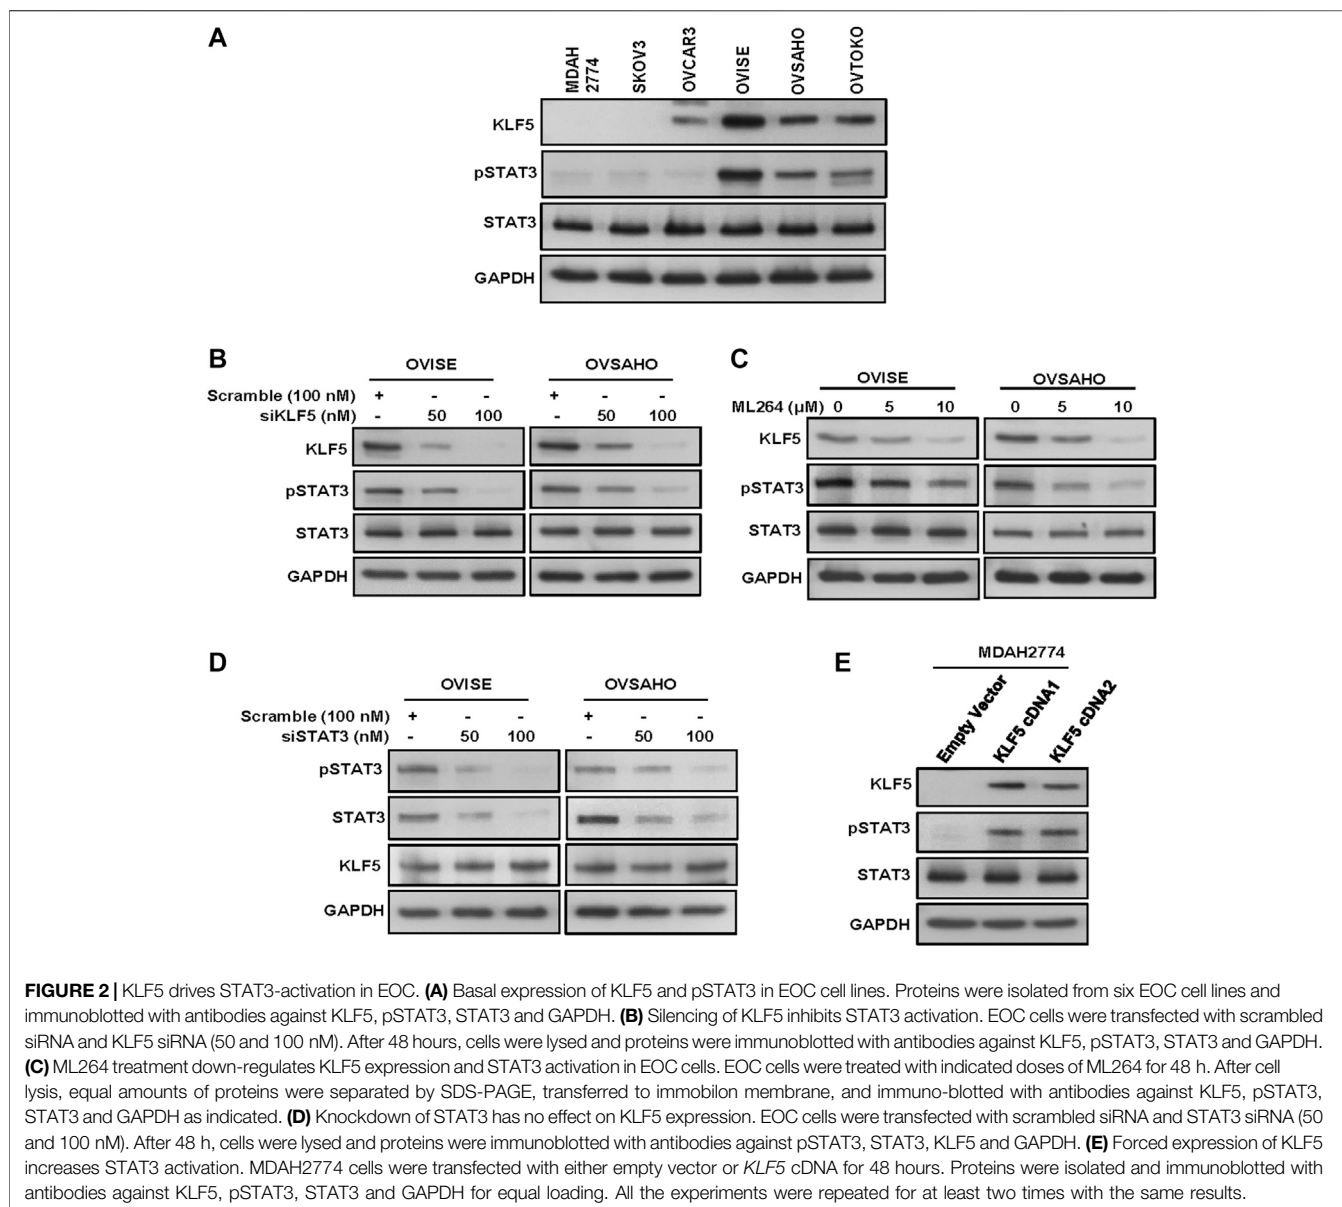 A
MDAH
2774
SKOV3
OVCAR3
OVISE
OVSAHO
OVTOKO
KLF5
pSTAT3
STAT3
GAPDH
B
OVISE OVSAHO
Scramble (100 nM) + - - + - -
siKLF5 (nM) - 50 100 - 50 100
KLF5
pSTAT3
STAT3
GAPDH
C
OVISE OVSAHO
ML264 (μM) 0 5 10 0 5 10
KLF5
pSTAT3
STAT3
GAPDH
D
OVISE OVSAHO
Scramble (100 nM) + - - + - -
siSTAT3 (nM) - 50 100 - 50 100
pSTAT3
STAT3
KLF5
GAPDH
E
MDAH2774
Empty Vector
KLF5 cDNA1
KLF5 cDNA2
KLF5
pSTAT3
STAT3
GAPDH
FIGURE 2 | KLF5 drives STAT3-activation in EOC. (A) Basal expression of KLF5 and pSTAT3 in EOC cell lines. Proteins were isolated from six EOC cell lines and
immunoblotted with antibodies against KLF5, pSTAT3, STAT3 and GAPDH. (B) Silencing of KLF5 inhibits STAT3 activation. EOC cells were transfected with scrambled
siRNA and KLF5 siRNA (50 and 100 nM). After 48 hours, cells were lysed and proteins were immunoblotted with antibodies against KLF5, pSTAT3, STAT3 and GAPDH.
(C) ML264 treatment down-regulates KLF5 expression and STAT3 activation in EOC cells. EOC cells were treated with indicated doses of ML264 for 48 h. After cell
lysis, equal amounts of proteins were separated by SDS-PAGE, transferred to immobilon membrane, and immuno-blotted with antibodies against KLF5, pSTAT3,
STAT3 and GAPDH as indicated. (D) Knockdown of STAT3 has no effect on KLF5 expression. EOC cells were transfected with scrambled siRNA and STAT3 siRNA (50
and 100 nM). After 48 h, cells were lysed and proteins were immunoblotted with antibodies against pSTAT3, STAT3, KLF5 and GAPDH. (E) Forced expression of KLF5
increases STAT3 activation. MDAH2774 cells were transfected with either empty vector or KLF5 cDNA for 48 hours. Proteins were isolated and immunoblotted with
antibodies against KLF5, pSTAT3, STAT3 and GAPDH for equal loading. All the experiments were repeated for at least two times with the same results.